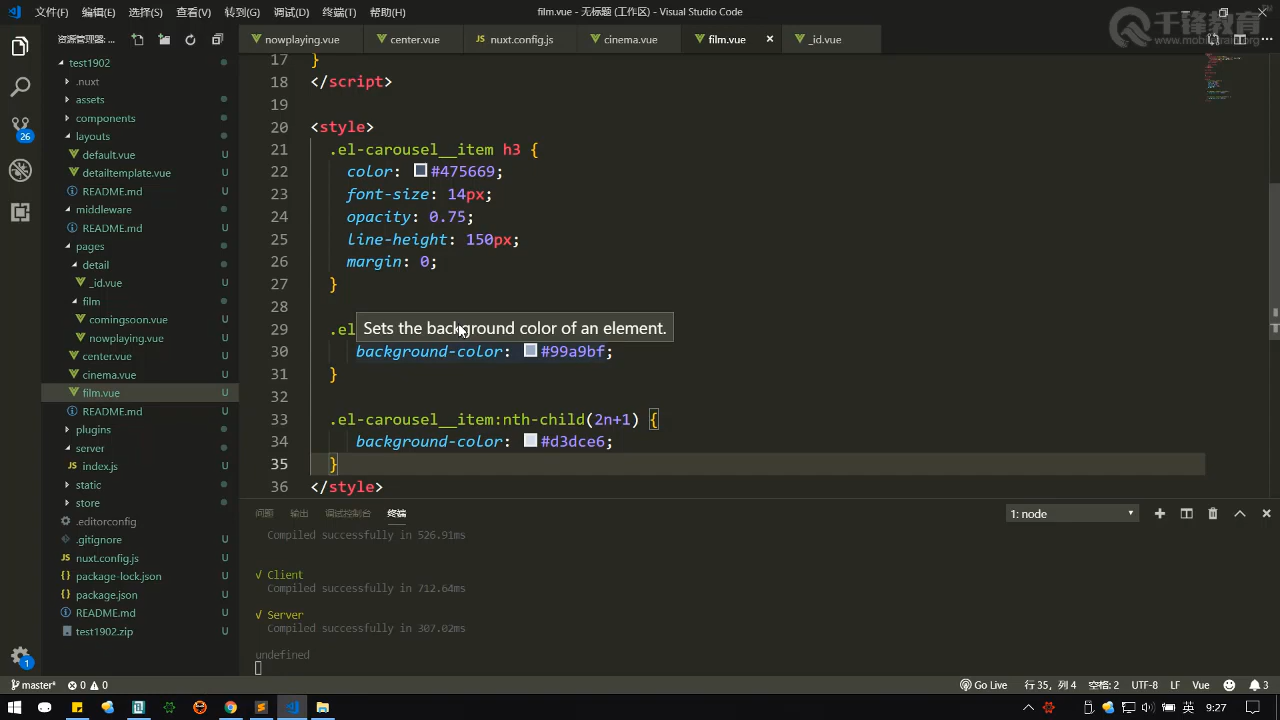 文件(F) 编辑(E) 选择(S) 查看(V) 转到(G) 调试(D) 终端(T) 帮助(H)
film.vue - 无标题 (工作区) - Visual Studio Code
千锋教育
www.mobiletrain.org
资源管理...
nowplaying.vue
center.vue
nuxt.config.js
cinema.vue
film.vue
_id.vue
test1902
.nuxt
assets
components
layouts
default.vue U
detailtemplate.vue U
README.md U
middleware
README.md U
pages
detail
_id.vue U
film
comingsoon.vue U
nowplaying.vue U
center.vue U
cinema.vue U
film.vue U
README.md U
plugins
server
index.js U
static
store
.editorconfig U
.gitignore U
nuxt.config.js U
package-lock.json U
package.json U
README.md U
test1902.zip U
26
1
17 }
18 </script>
19
20 <style>
21 .el-carousel__item h3 {
22 color: #475669;
23 font-size: 14px;
24 opacity: 0.75;
25 line-height: 150px;
26 margin: 0;
27 }
28
29 .el
Sets the background color of an element.
30 background-color: #99a9bf;
31 }
32
33 .el-carousel__item:nth-child(2n+1) {
34 background-color: #d3dce6;
35 }
36 </style>
问题 输出 调试控制台 终端
1: node
Compiled successfully in 526.91ms
√ Client
Compiled successfully in 712.64ms
√ Server
Compiled successfully in 307.02ms
undefined
master* 0 0
Go Live 行 35, 列 4 空格: 2 UTF-8 LF Vue 3
英 9:27